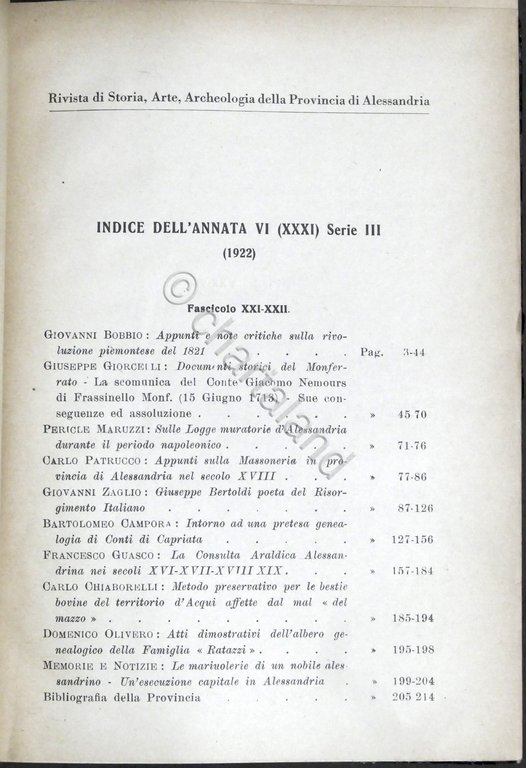 Rivista di Storia, Arte, Archeologia della Provincia di Alessandria
INDICE DELL'ANNATA VI (XXXI) Serie III
(1922)
Fascicolo XXI-XXII.
GIOVANNI BOBBIO : Appunti e note critiche sulla rivo-
luzione piemontese del 1821 . . . . Pag. 3-44
GIUSEPPE GIORCELLI : Documenti storici del Monfer-
rato - La scomunica del Conte Giacomo Nemours
di Frassinello Monf. (15 Giugno 1713). Sue con-
seguenze ed assoluzione . . . . . . » 45 70
PERICLE MARUZZI : Sulle Logge muratorie d'Alessandria
durante il periodo napoleonico . . . . . » 71-76
CARLO PATRUCCO : Appunti sulla Massoneria in pro-
vincia di Alessandria nel secolo XVIII . . . » 77-86
GIOVANNI ZAGLIO : Giuseppe Bertoldi poeta del Risor-
gimento Italiano . . . . . . » 87-126
BARTOLOMEO CAMPORA : Intorno ad una pretesa genea-
logia di Conti di Capriata . . . . . » 127-156
FRANCESCO GUASCO : La Consulta Araldica Alessan-
drina nei secoli XVI-XVII-XVIII XIX . . . » 157-184
CARLO CHIABORELLI : Metodo preservativo per le bestie
bovine del territorio d'Acqui affette dal mal « del
mazzo » . . . . . . . . » 185-194
DOMENICO OLIVERO : Atti dimostrativi dell'albero ge-
nealogico della Famiglia « Ratazzi » . . . . » 195-198
MEMORIE E NOTIZIE : Le mariuolerie di un nobile ales
sandrino - Un'esecuzione capitale in Alessandria . » 199-204
Bibliografia della Provincia . . . . » 205 214
© chartaland